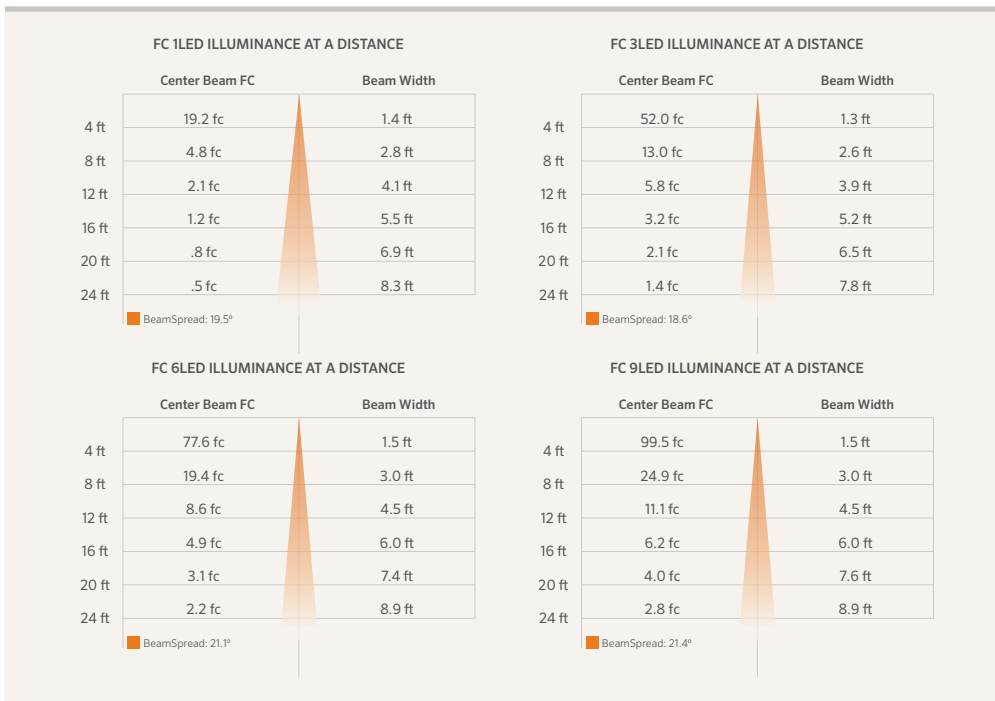 FC 1LED ILLUMINANCE AT A DISTANCE
Center Beam FC Beam Width
4 ft 19.2 fc 1.4 ft
8 ft 4.8 fc 2.8 ft
12 ft 2.1 fc 4.1 ft
16 ft 1.2 fc 5.5 ft
20 ft .8 fc 6.9 ft
24 ft .5 fc 8.3 ft
BeamSpread: 19.5º
FC 3LED ILLUMINANCE AT A DISTANCE
Center Beam FC Beam Width
4 ft 52.0 fc 1.3 ft
8 ft 13.0 fc 2.6 ft
12 ft 5.8 fc 3.9 ft
16 ft 3.2 fc 5.2 ft
20 ft 2.1 fc 6.5 ft
24 ft 1.4 fc 7.8 ft
BeamSpread: 18.6º
FC 6LED ILLUMINANCE AT A DISTANCE
Center Beam FC Beam Width
4 ft 77.6 fc 1.5 ft
8 ft 19.4 fc 3.0 ft
12 ft 8.6 fc 4.5 ft
16 ft 4.9 fc 6.0 ft
20 ft 3.1 fc 7.4 ft
24 ft 2.2 fc 8.9 ft
BeamSpread: 21.1º
FC 9LED ILLUMINANCE AT A DISTANCE
Center Beam FC Beam Width
4 ft 99.5 fc 1.5 ft
8 ft 24.9 fc 3.0 ft
12 ft 11.1 fc 4.5 ft
16 ft 6.2 fc 6.0 ft
20 ft 4.0 fc 7.6 ft
24 ft 2.8 fc 8.9 ft
BeamSpread: 21.4º